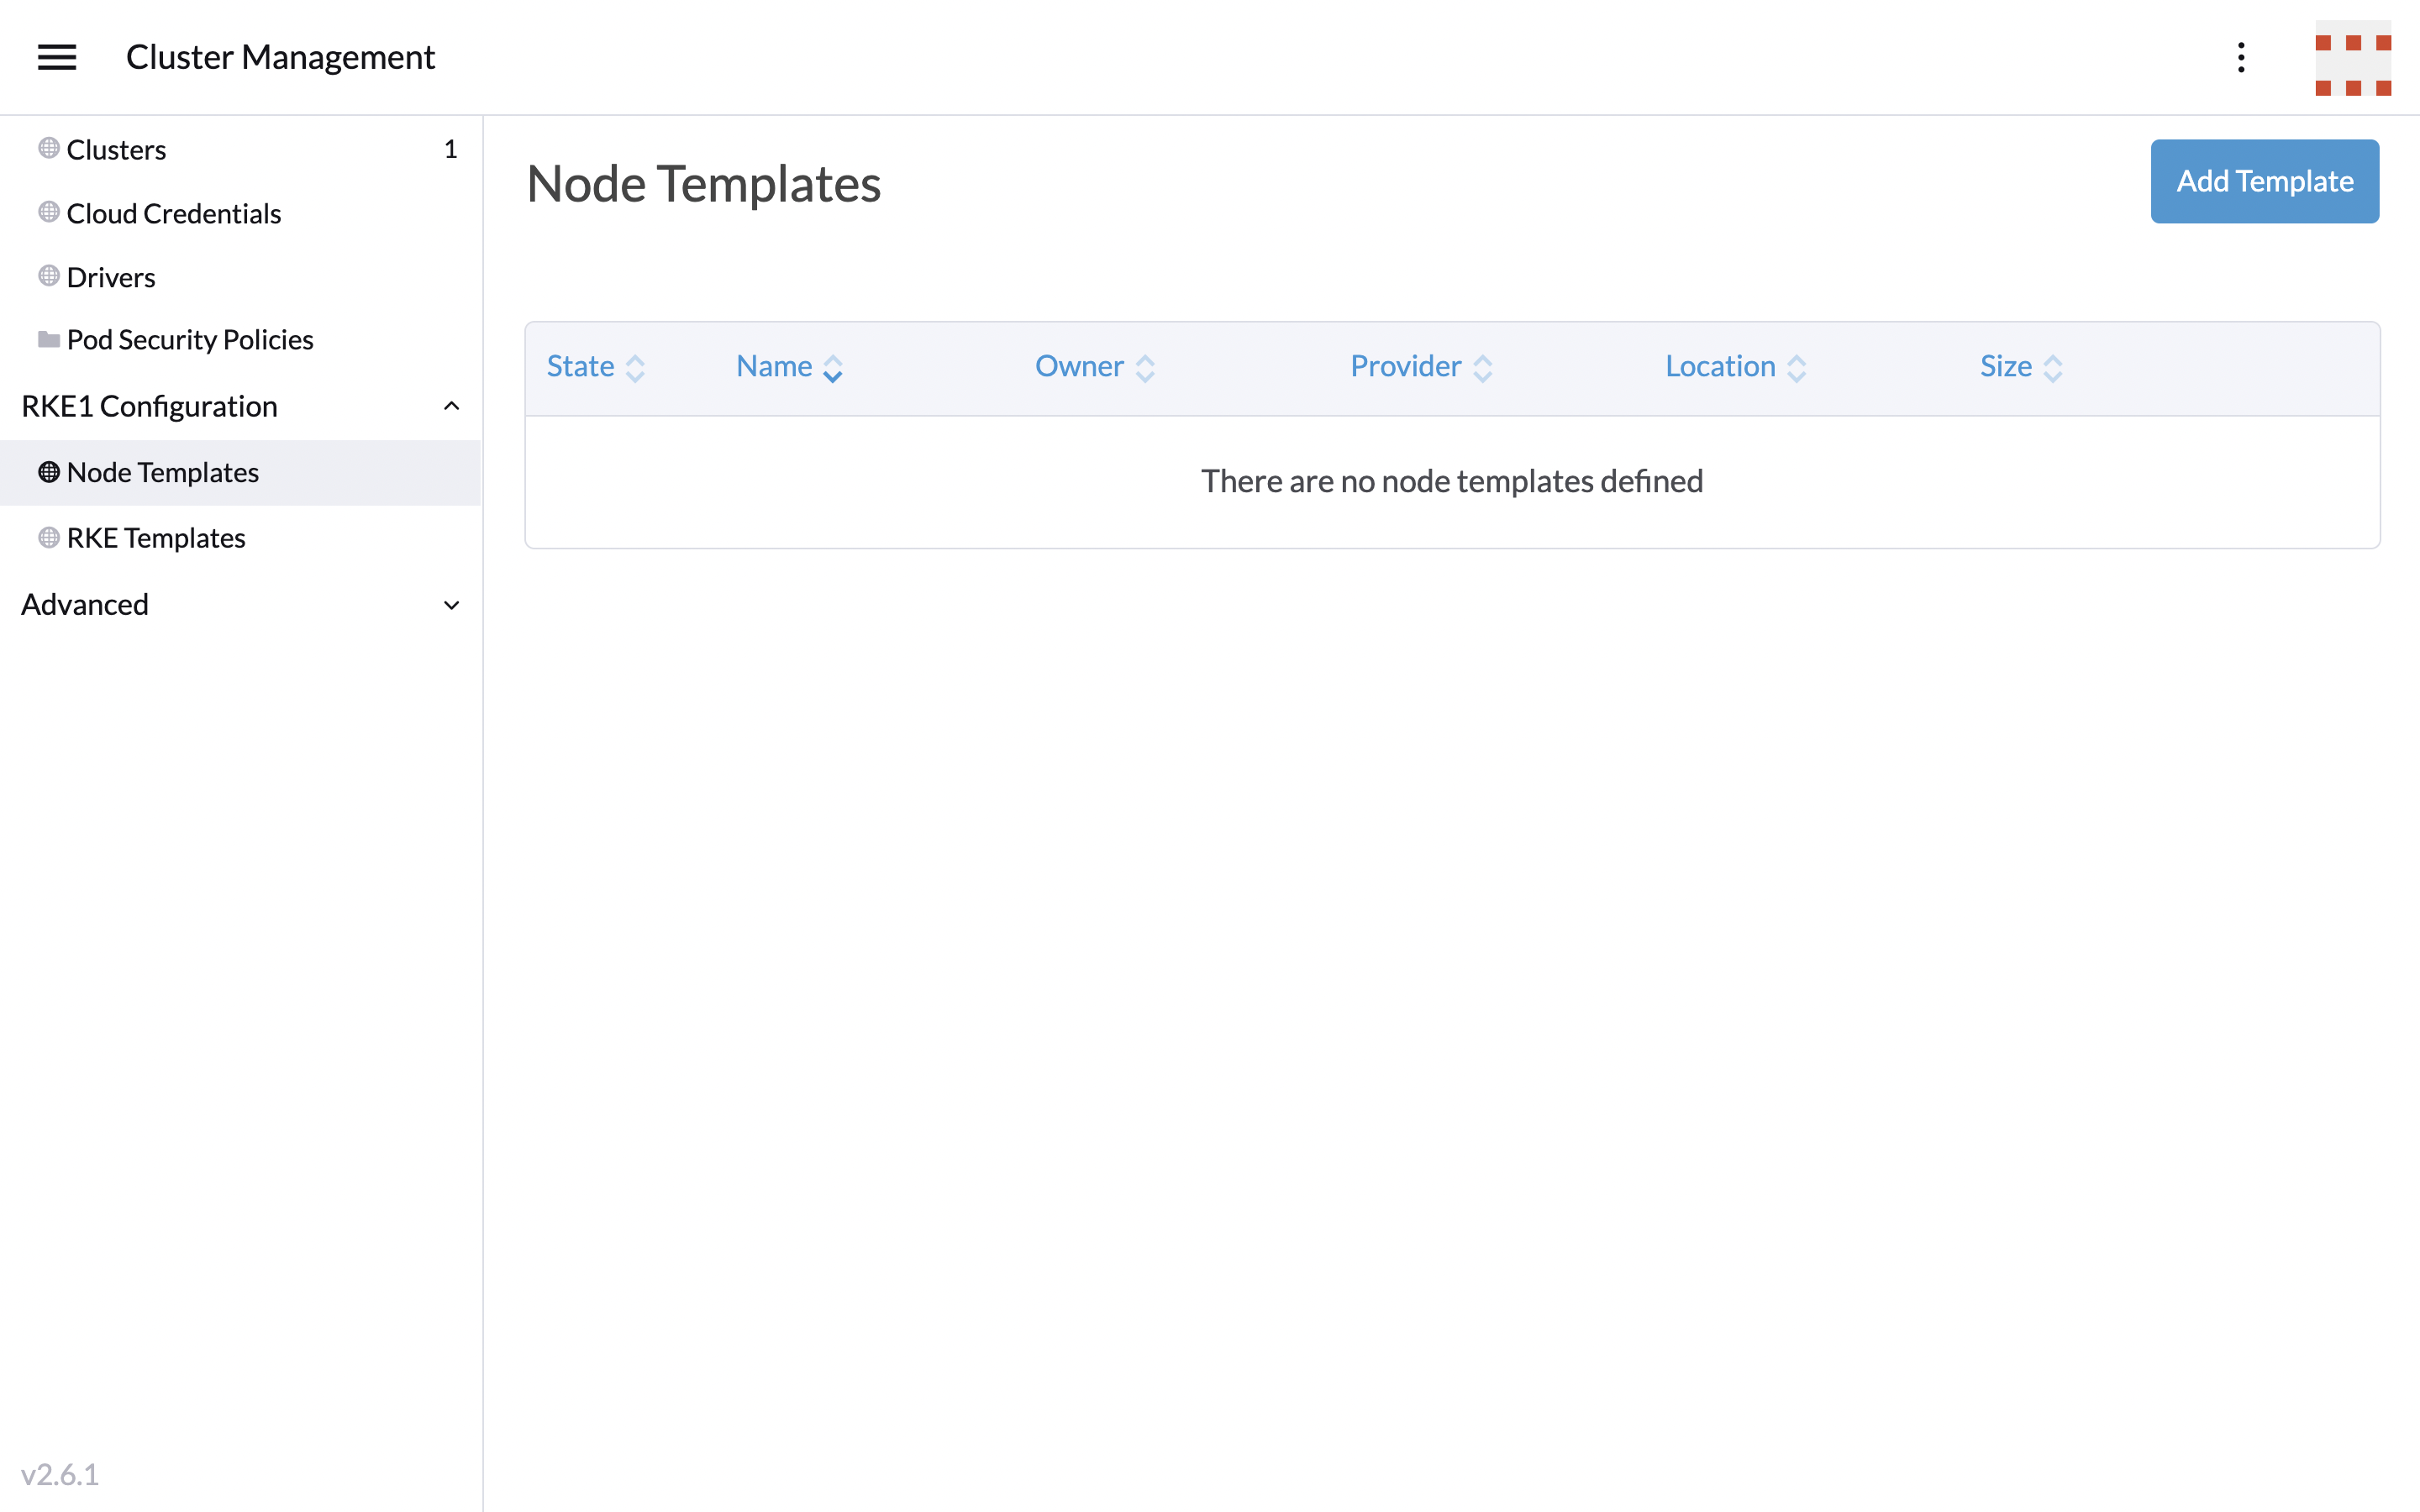 Cluster Management
Clusters 1
Cloud Credentials
Drivers
Pod Security Policies
RKE1 Configuration
Node Templates
RKE Templates
Advanced
v2.6.1
Node Templates
Add Template
State Name Owner Provider Location Size
There are no node templates defined